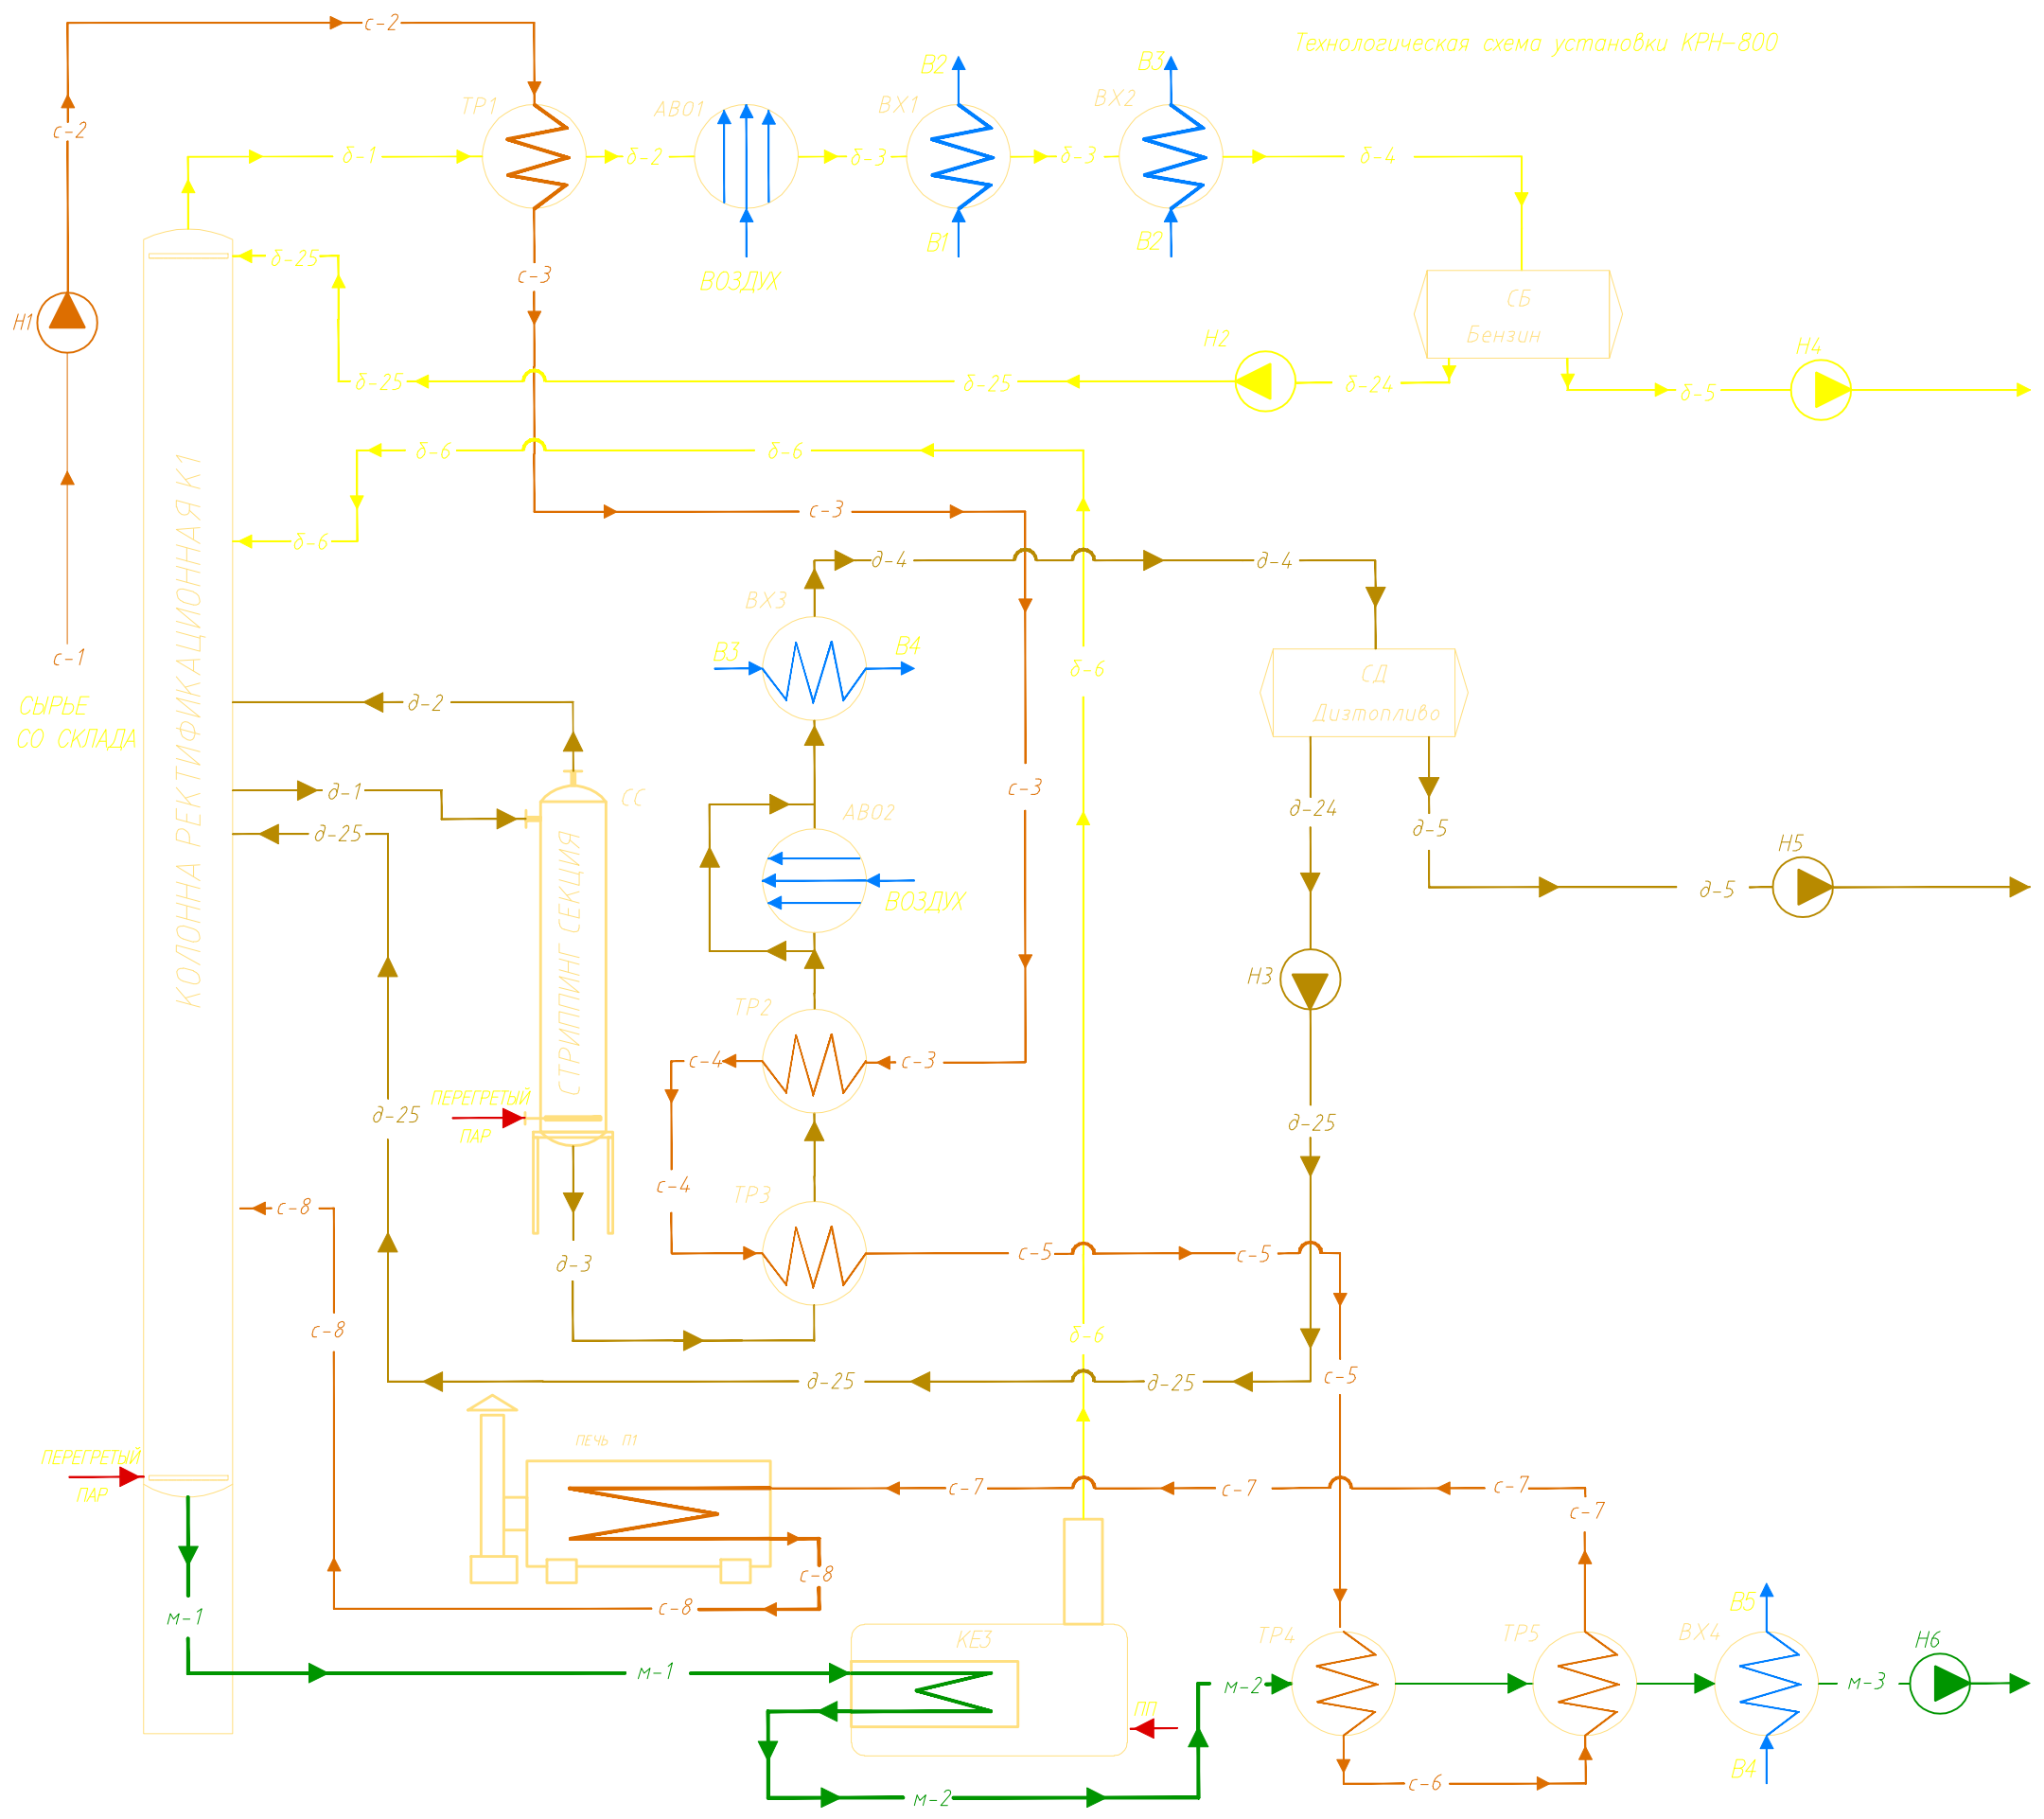 с-2
Технологическая схема установки КРН-800
В2
В3
ТР1
АВО1
ВХ1
ВХ2
с-2
б-1
б-2
б-3
б-3
б-4
В1
В2
б-25
с-3
ВОЗДУХ
СБ
Бензин
Н1
Н2
Н4
б-25
б-25
б-24
б-5
б-6
б-6
КОЛОННА РЕКТИФИКАЦИОННАЯ К1
с-3
б-6
д-4
д-4
ВХ3
с-1
В3
В4
б-6
СД
Дизтопливо
СЫРЬЕ
СО СКЛАДА
д-2
д-1
СС
с-3
АВО2
д-24
д-5
д-25
Н5
СТРИППИНГ СЕКЦИЯ
ВОЗДУХ
д-5
Н3
ТР2
с-4
с-3
ПЕРЕГРЕТЫЙ
ПАР
д-25
д-25
с-4
ТР3
с-8
с-5
с-5
д-3
с-8
б-6
с-5
д-25
д-25
ПЕЧЬ П1
ПЕРЕГРЕТЫЙ
ПАР
с-7
с-7
с-7
с-7
с-8
с-8
м-1
В5
КЕ3
ТР4
ТР5
ВХ4
Н6
м-1
м-2
м-3
ПП
В4
с-6
м-2